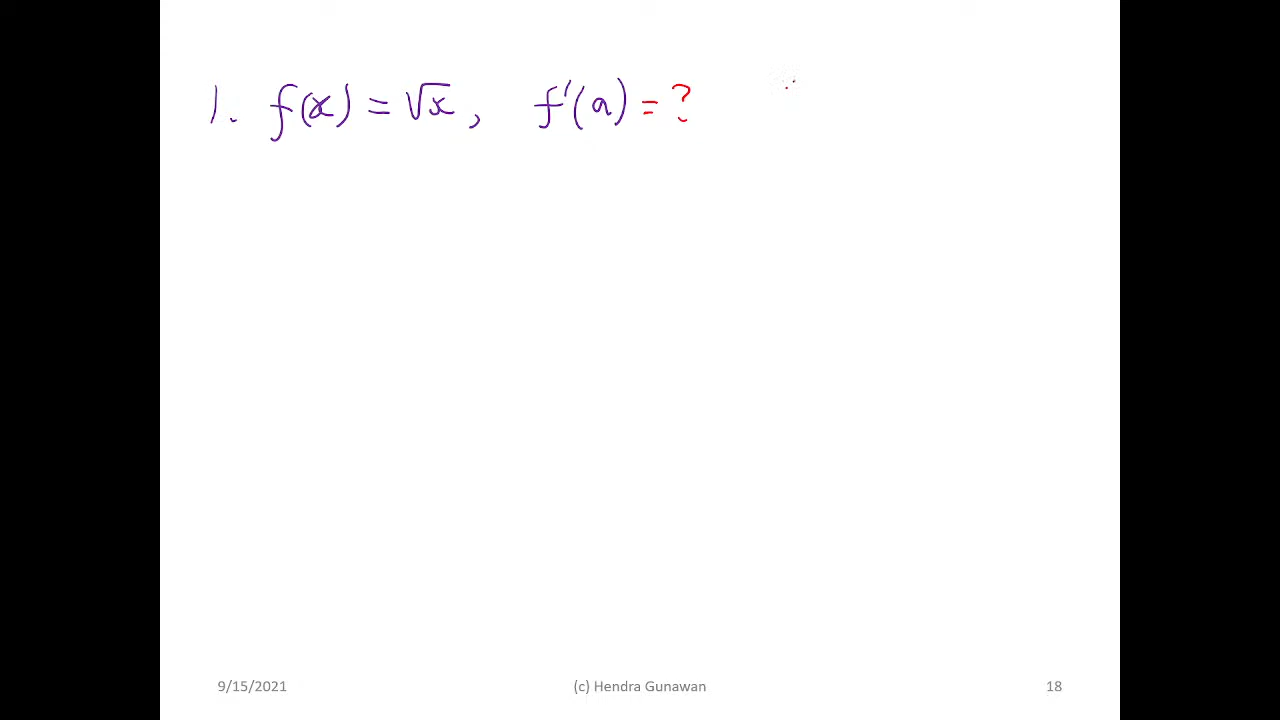 1. f(x) = √x, f'(a) = ?
9/15/2021 (c) Hendra Gunawan 18